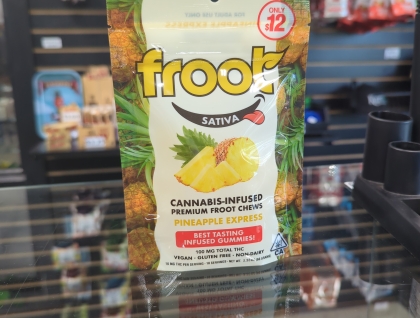 ONLY
$12
froot
SATIVA
CANNABIS-INFUSED
PREMIUM FROOT CHEWS
PINEAPPLE EXPRESS
BEST TASTING
INFUSED GUMMIES!
100 MG TOTAL THC
VEGAN - GLUTEN FREE - NON-DAIRY
CA